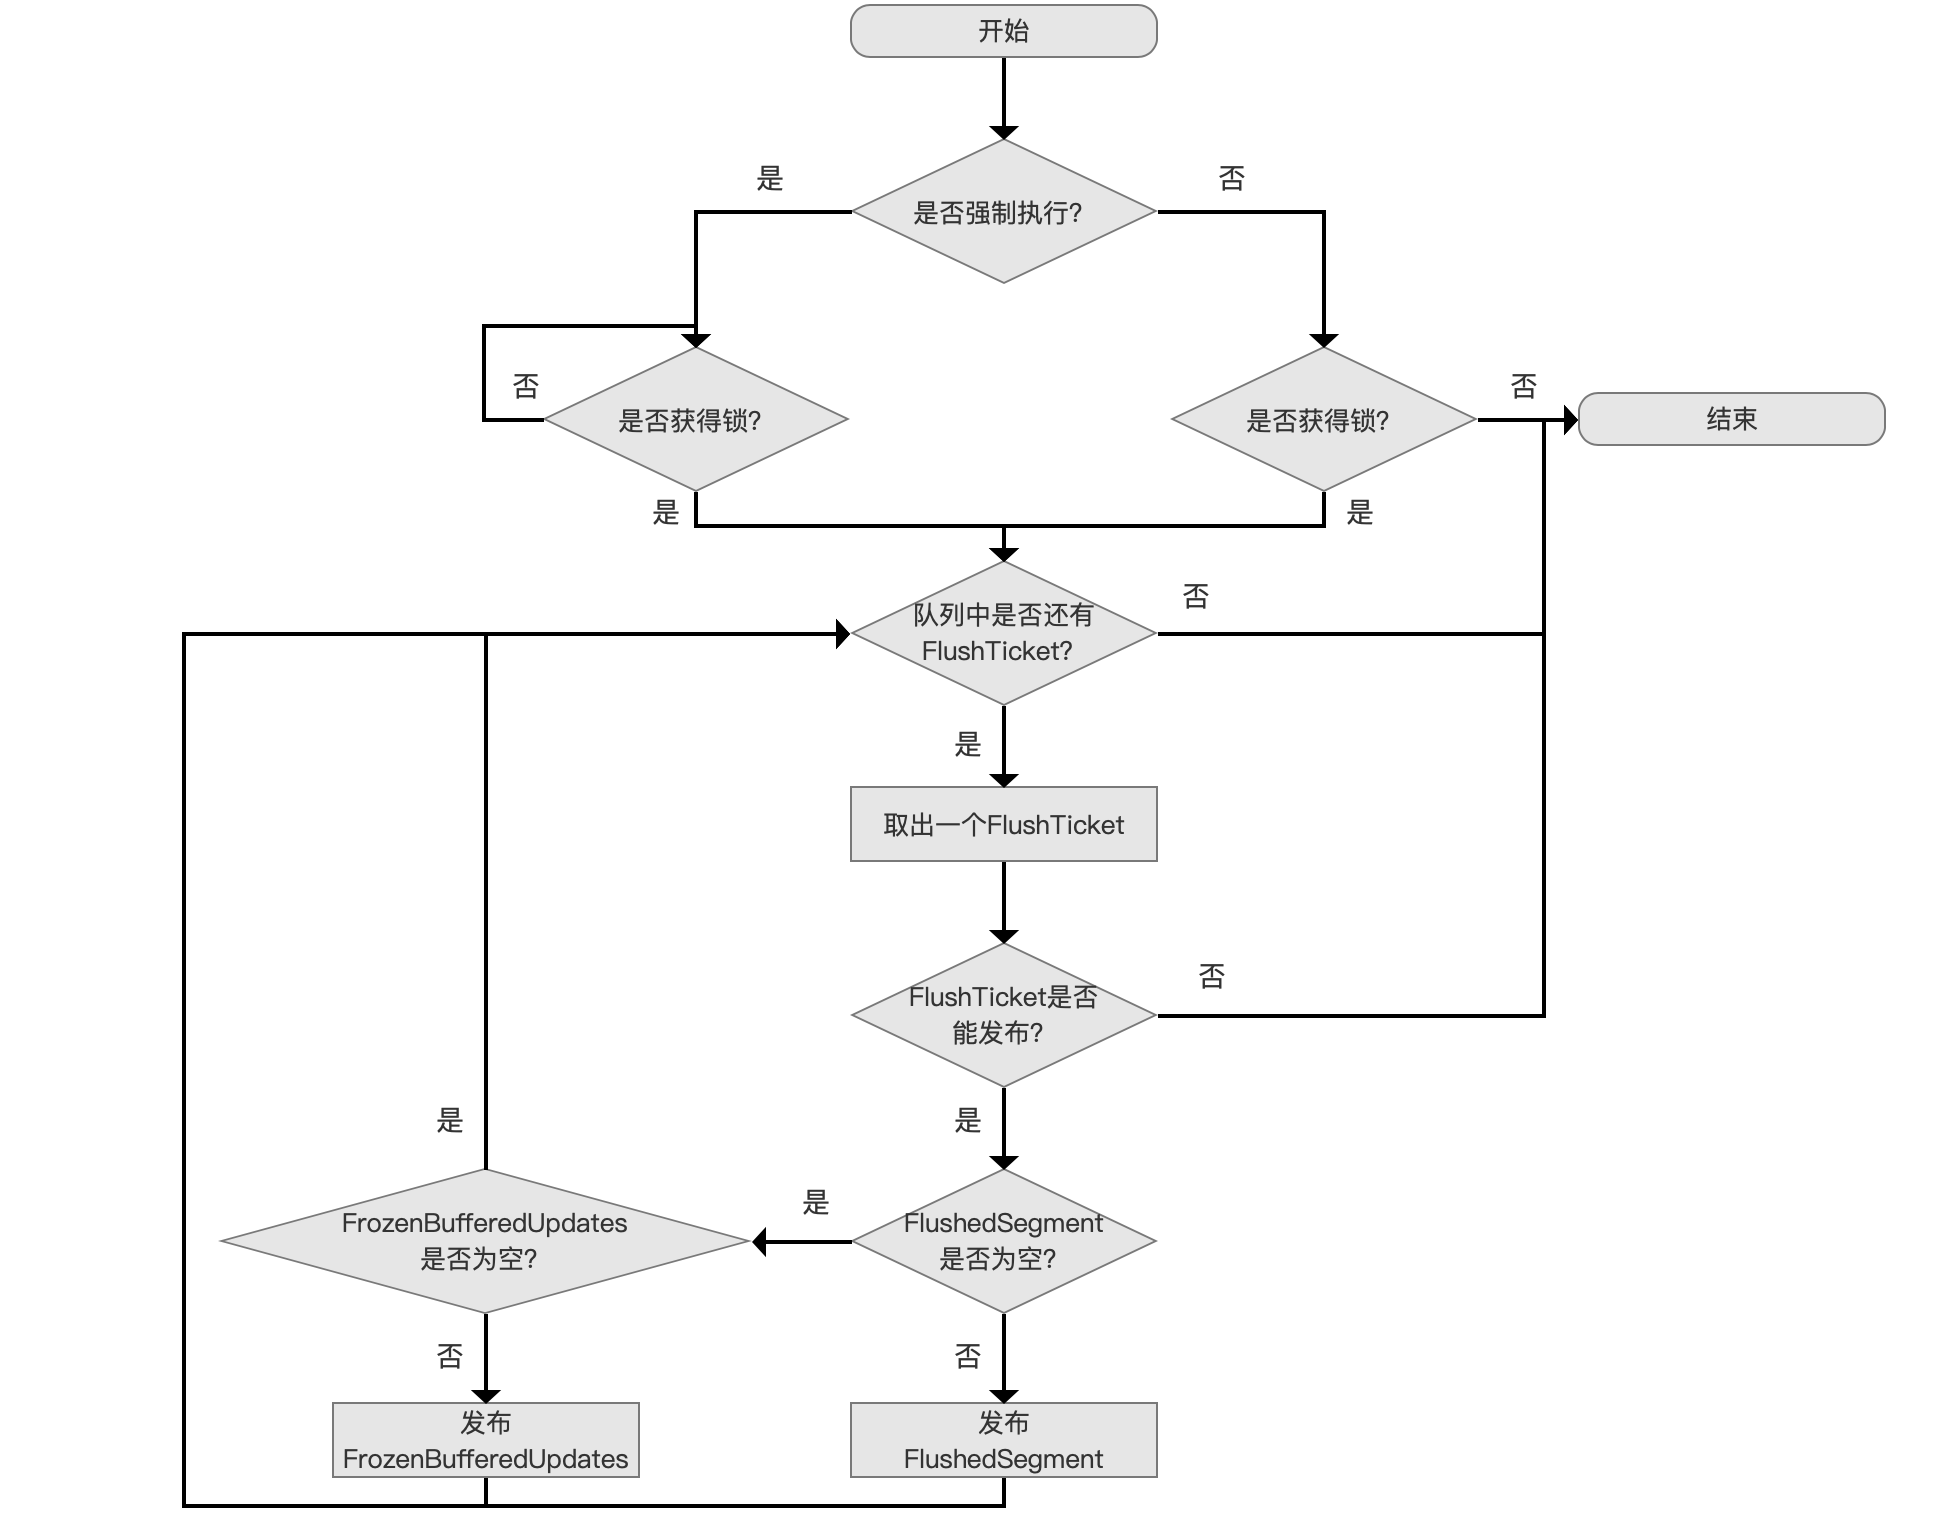 开始
是
否
是否强制执行?
否
是否获得锁?
是否获得锁?
否
结束
是
是
队列中是否还有
FlushTicket?
否
是
取出一个FlushTicket
FlushTicket是否
能发布?
否
是
是
FrozenBufferedUpdates
是否为空?
是
FlushedSegment
是否为空?
否
否
发布
FrozenBufferedUpdates
发布
FlushedSegment